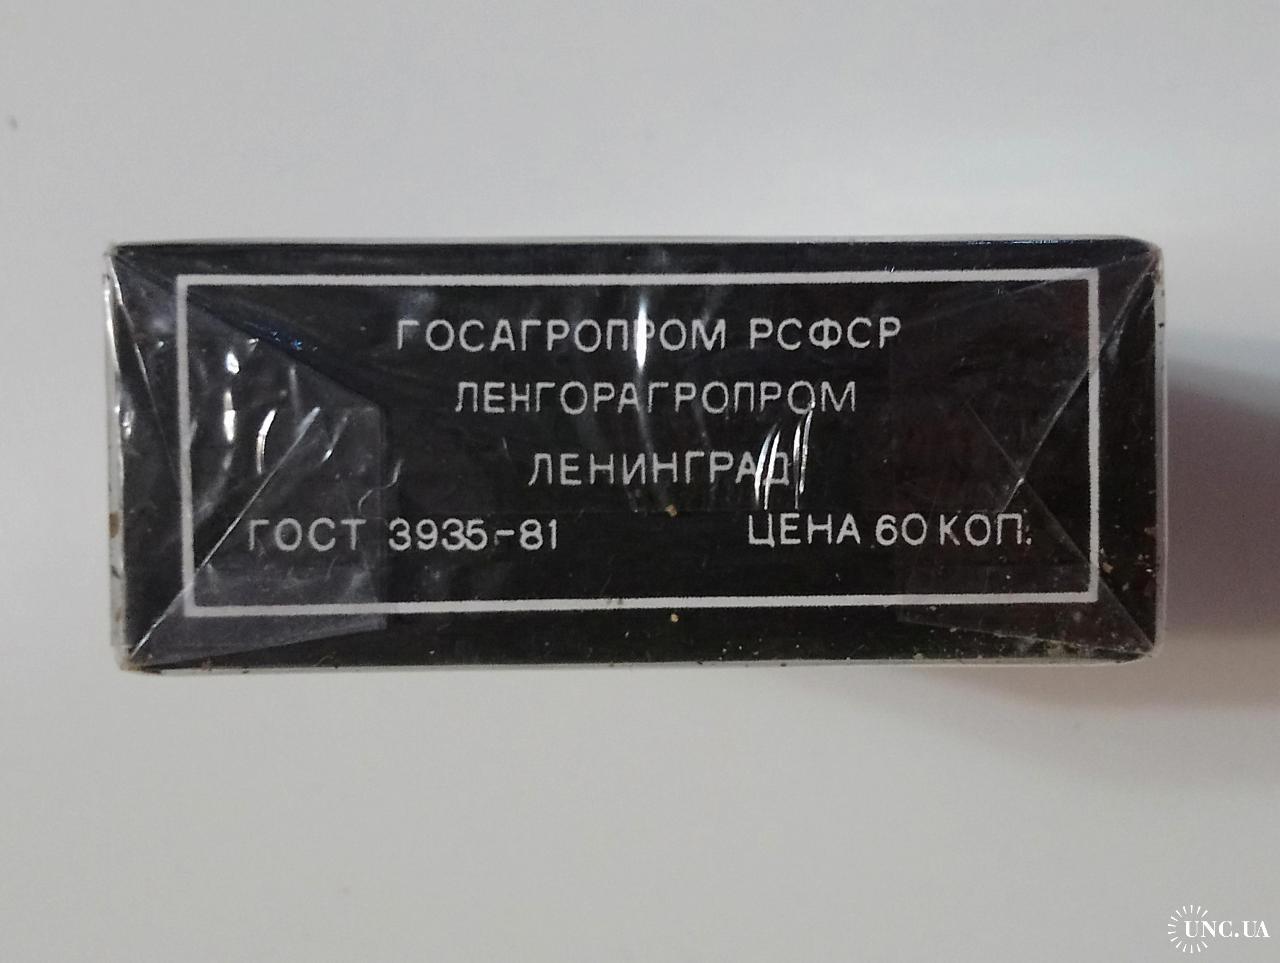 ГОСАГРОПРОМ РСФСР
ЛЕНГОРАГРОПРОМ
ЛЕНИНГРАД
ГОСТ 3935-81 ЦЕНА 60 КОП.
UNC.UA